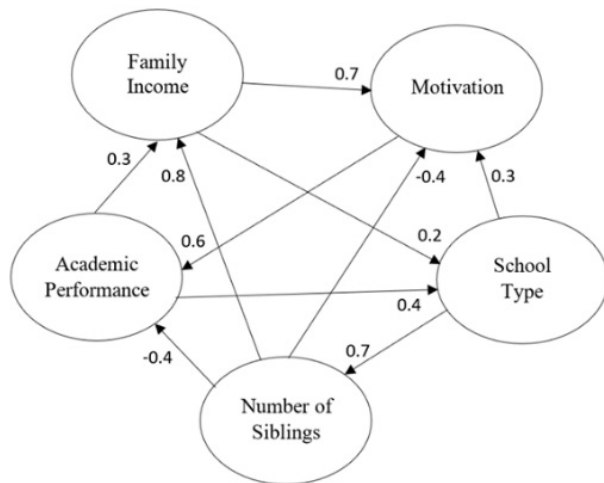 Family
Income
0.7
Motivation
0.3
0.8
-0.4
0.3
0.6
0.2
Academic
Performance
School
Type
0.4
-0.4
0.7
Number of
Siblings